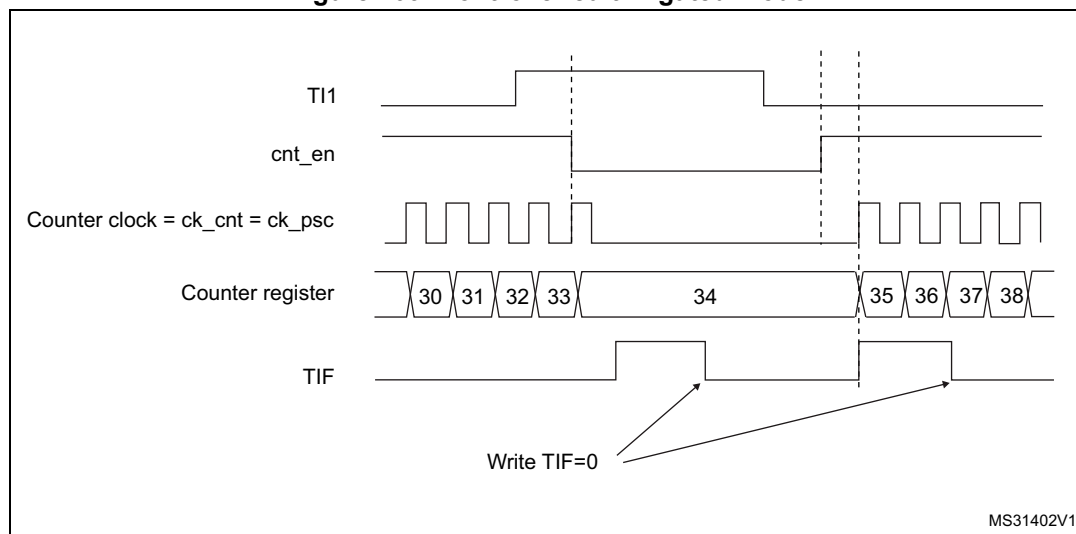 TI1
cnt_en
Counter clock = ck_cnt = ck_psc
Counter register 30 31 32 33 34 35 36 37 38
TIF
Write TIF=0
MS31402V1